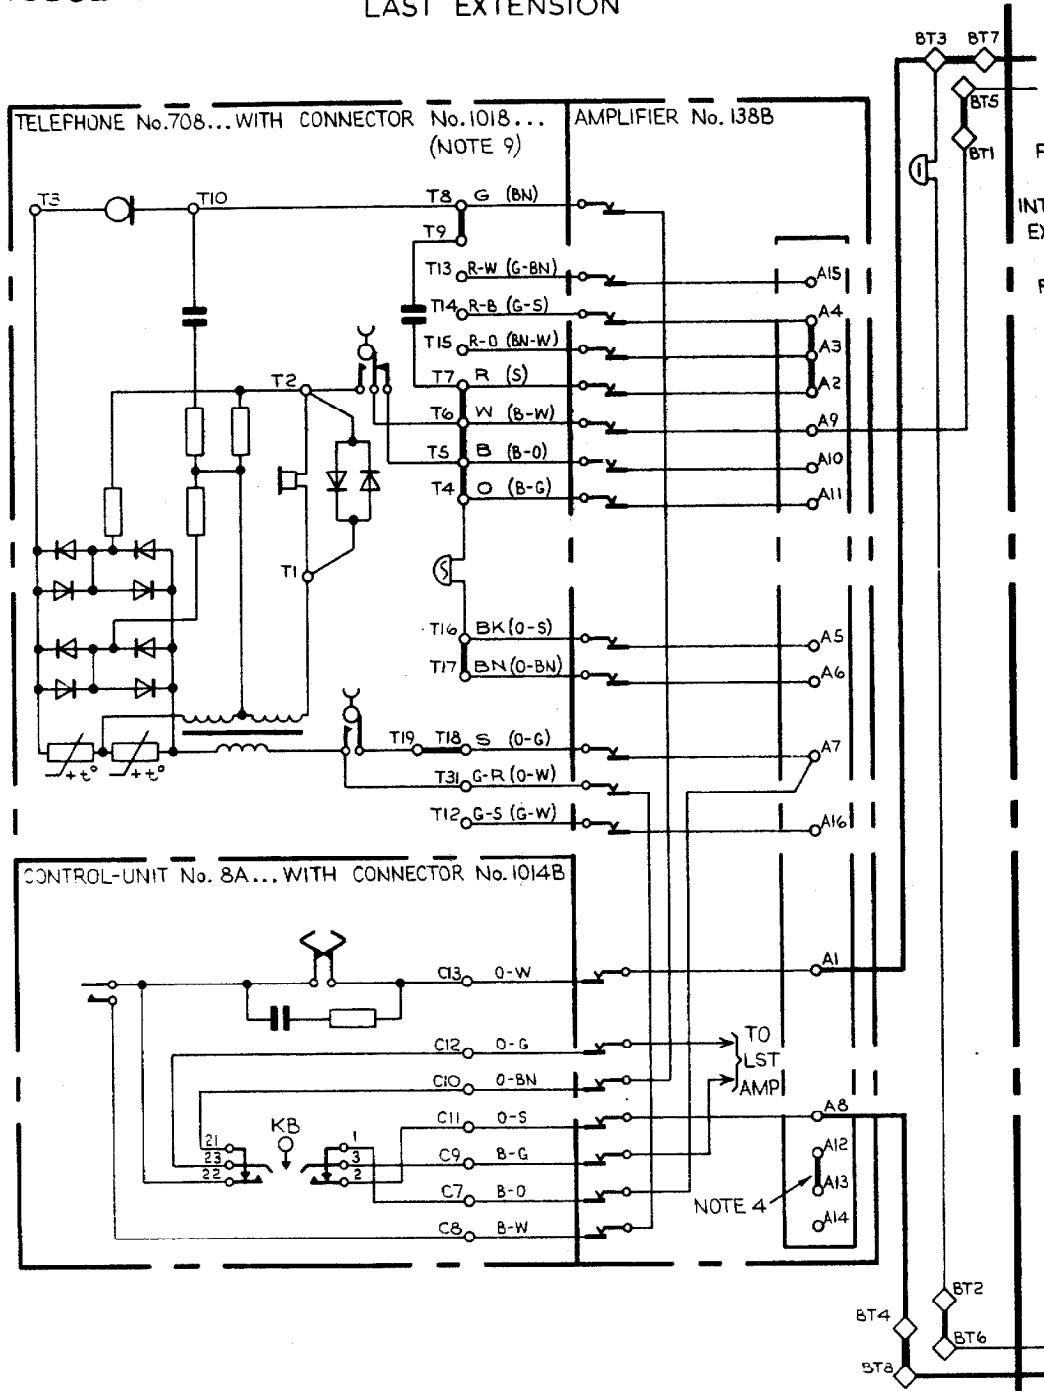 LAST EXTENSION
BT3 BT7
BT5
BT1
TELEPHONE No.708...WITH CONNECTOR No.1018...
(NOTE 9)
AMPLIFIER No.138B
T3
T10
T8 G (BN)
T9
T13 R-W (G-BN)
T14 R-B (G-S)
T15 R-O (BN-W)
T7 R (S)
T6 W (B-W)
T5 B (B-O)
T4 O (B-G)
T2
T1
S
T16 BK (O-S)
T17 BN (O-BN)
T19 T18 S (O-G)
T31 G-R (O-W)
T12 G-S (G-W)
+t° +t°
A15
A4
A3
A2
A9
A10
A11
A5
A6
A7
A16
I
INT
CONTROL-UNIT No. 8A...WITH CONNECTOR No.1014B
C13 O-W
C12 O-G
C10 O-BN
C11 O-S
C9 B-G
C7 B-O
C8 B-W
KB
21
23
22
1
3
2
A1
TO
LST
AMP
A8
A12
A13
A14
NOTE 4
BT2
BT4
BT6
BT8